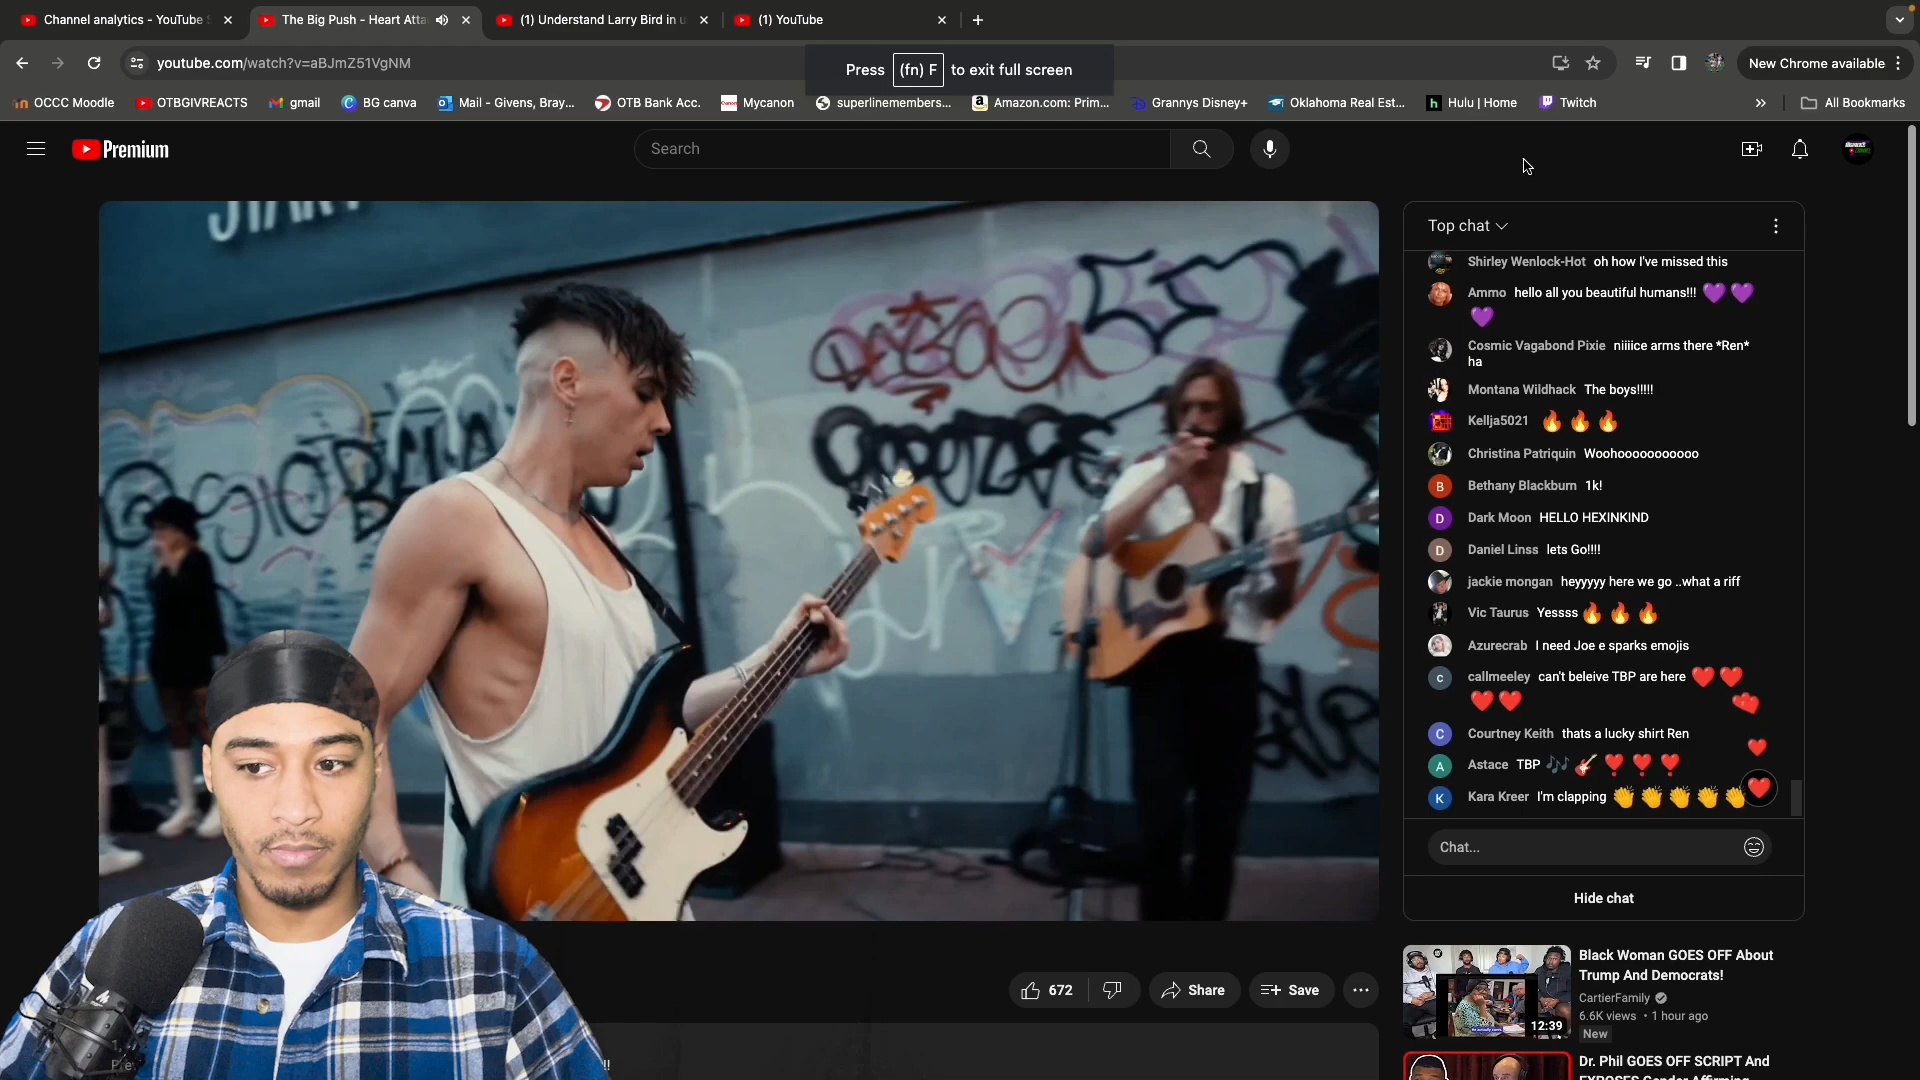 Channel analytics - YouTube S
The Big Push - Heart Atta
(1) Understand Larry Bird in u
(1) YouTube
youtube.com/watch?v=aBJmZ51VgNM
Press (fn) F to exit full screen
New Chrome available
OCCC Moodle
OTBGIVREACTS
gmail
BG canva
Mail - Givens, Bray...
OTB Bank Acc.
Mycanon
superlinemembers...
Amazon.com: Prim...
Grannys Disney+
Oklahoma Real Est...
Hulu | Home
Twitch
All Bookmarks
Premium
Search
START
Top chat
Shirley Wenlock-Hot oh how I've missed this
Ammo hello all you beautiful humans!!! 💜 💜
💜
Cosmic Vagabond Pixie niiiice arms there *Ren*
ha
Montana Wildhack The boys!!!!!
Kellja5021 🔥 🔥 🔥
Christina Patriquin Woohooooooooooo
B Bethany Blackburn 1k!
D Dark Moon HELLO HEXINKIND
D Daniel Linss lets Go!!!!
jackie mongan heyyyyy here we go ..what a riff
Vic Taurus Yessss 🔥 🔥 🔥
Azurecrab I need Joe e sparks emojis
c callmeeley can't beleive TBP are here ❤️ ❤️
❤️ ❤️
C Courtney Keith thats a lucky shirt Ren
A Astace TBP 🎶 🎸 ❣️ ❣️ ❣️
K Kara Kreer I'm clapping 👏 👏 👏 👏 👏
Chat...
Hide chat
672
Share
Save
Black Woman GOES OFF About
Trump And Democrats!
CartierFamily
6.6K views • 1 hour ago
New
12:39
Dr. Phil GOES OFF SCRIPT And
EXPOSES Gender Affirming